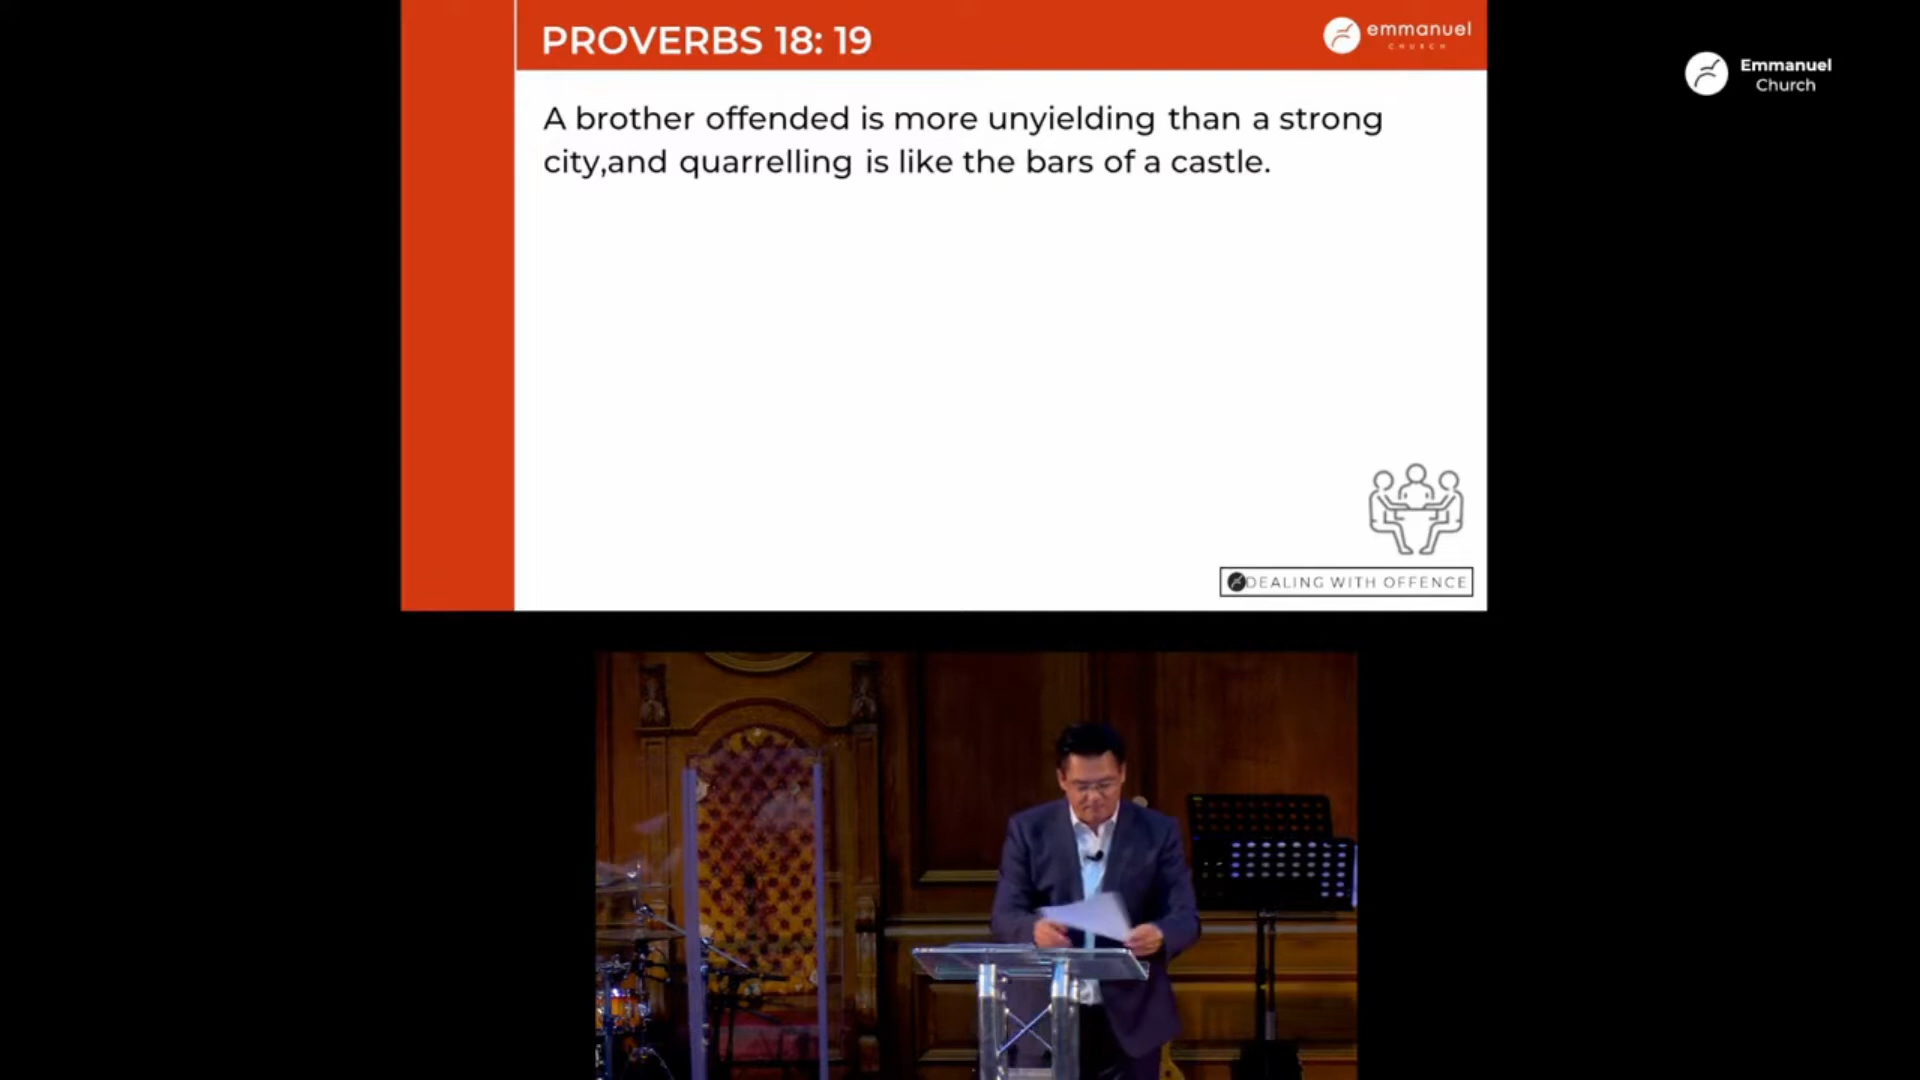 PROVERBS 18: 19
emmanuel
CHURCH
Emmanuel
Church
A brother offended is more unyielding than a strong
city,and quarrelling is like the bars of a castle.
DEALING WITH OFFENCE